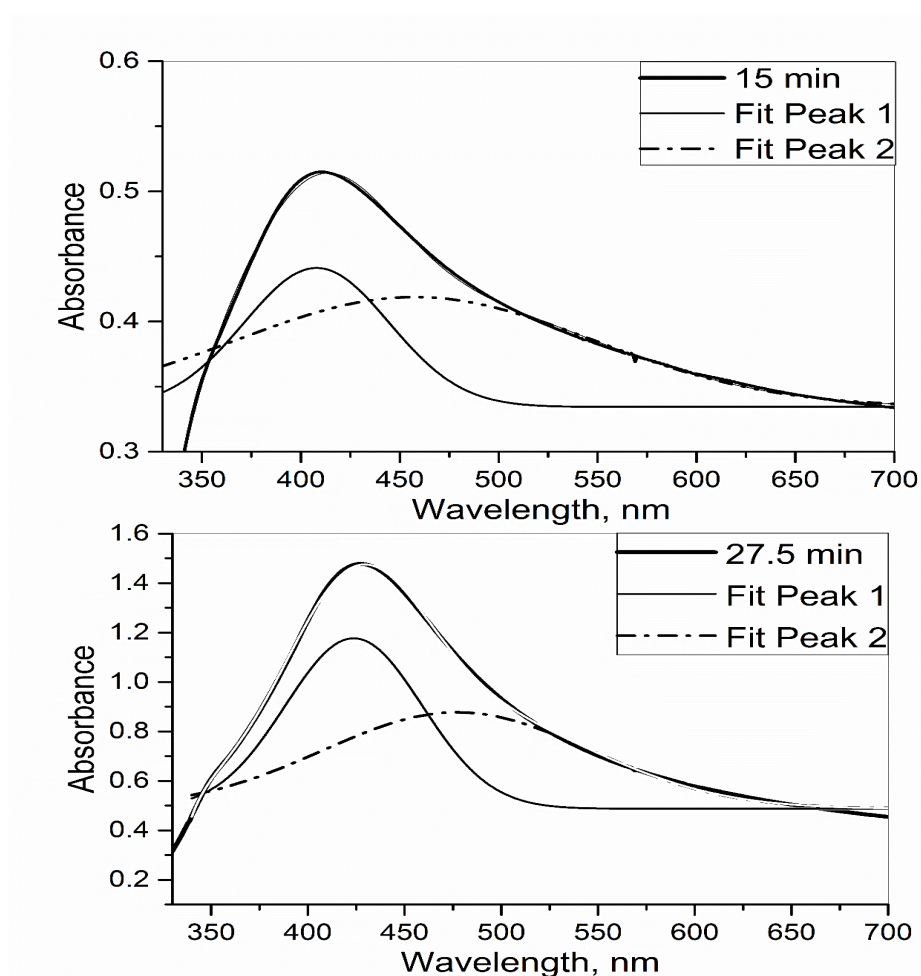 0.6
0.5
0.4
0.3
Absorbance
15 min
Fit Peak 1
Fit Peak 2
350 400 450 500 550 600 650 700
Wavelength, nm
1.6
1.4
1.2
1.0
0.8
0.6
0.4
0.2
Absorbance
27.5 min
Fit Peak 1
Fit Peak 2
350 400 450 500 550 600 650 700
Wavelength, nm